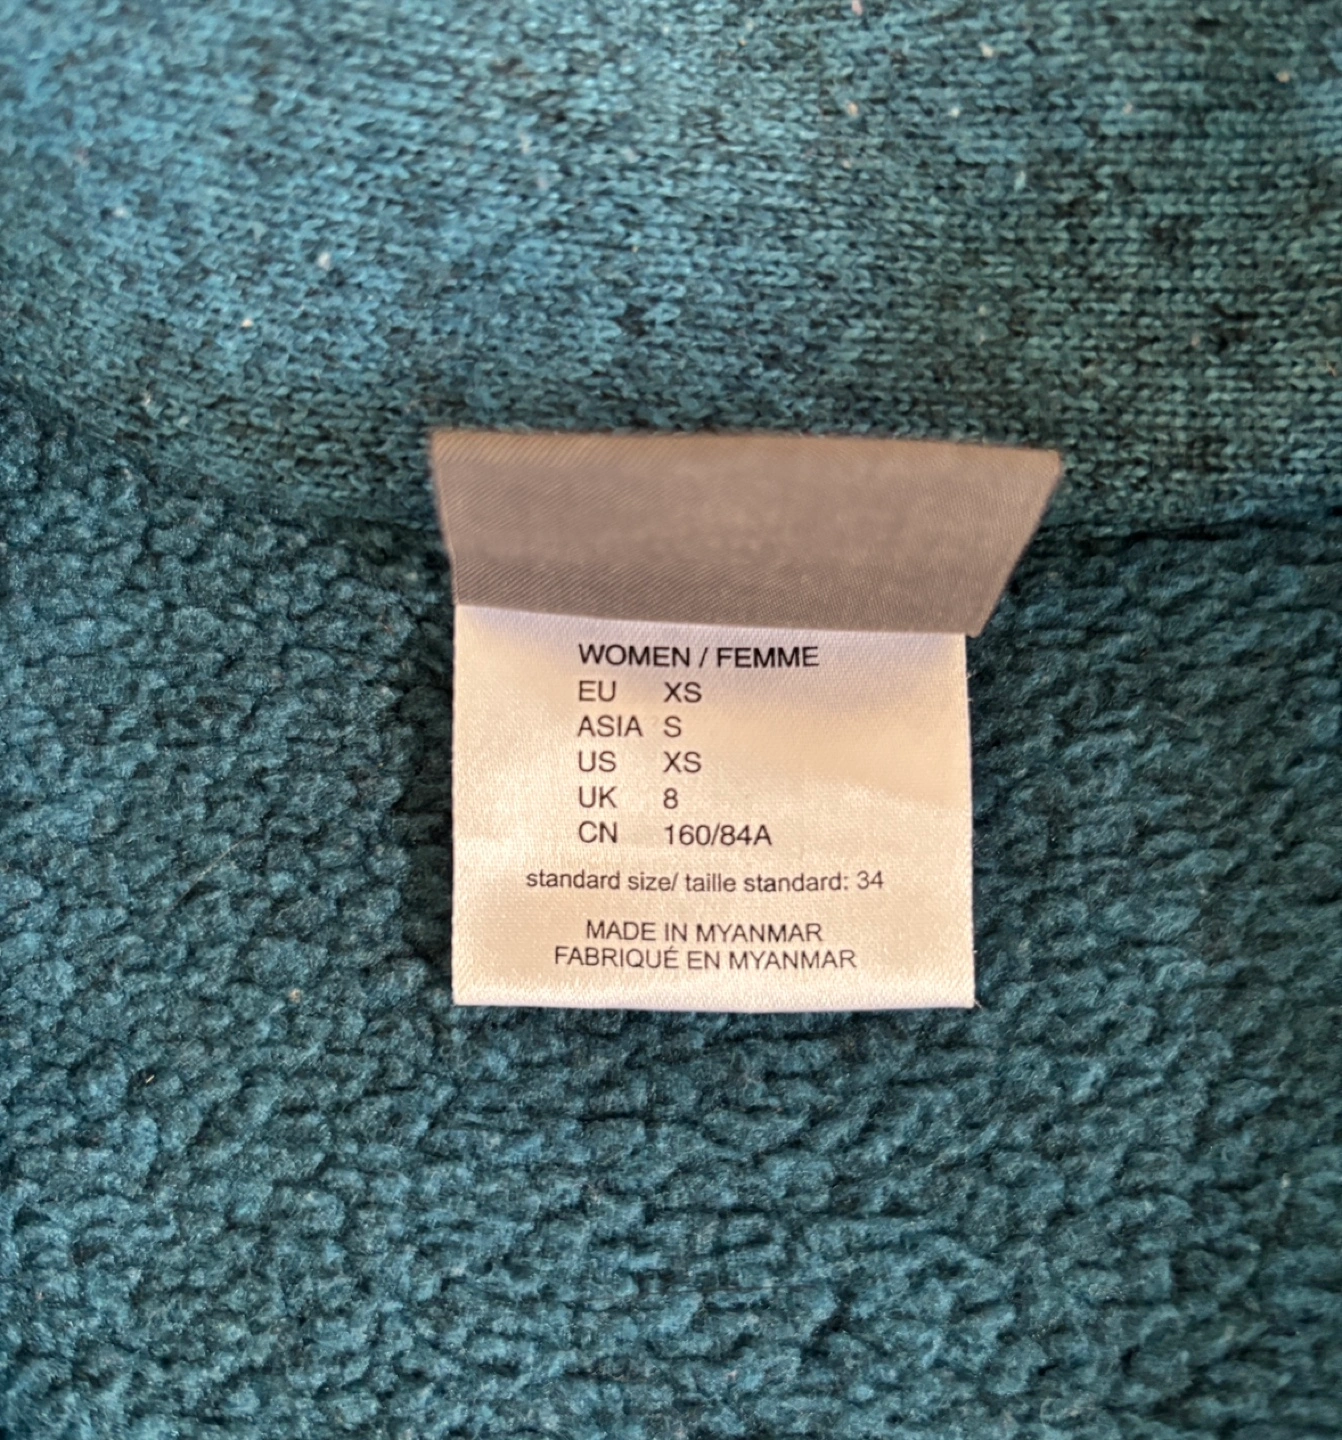 WOMEN / FEMME
EU XS
ASIA S
US XS
UK 8
CN 160/84A
standard size/ taille standard: 34
MADE IN MYANMAR
FABRIQUÉ EN MYANMAR